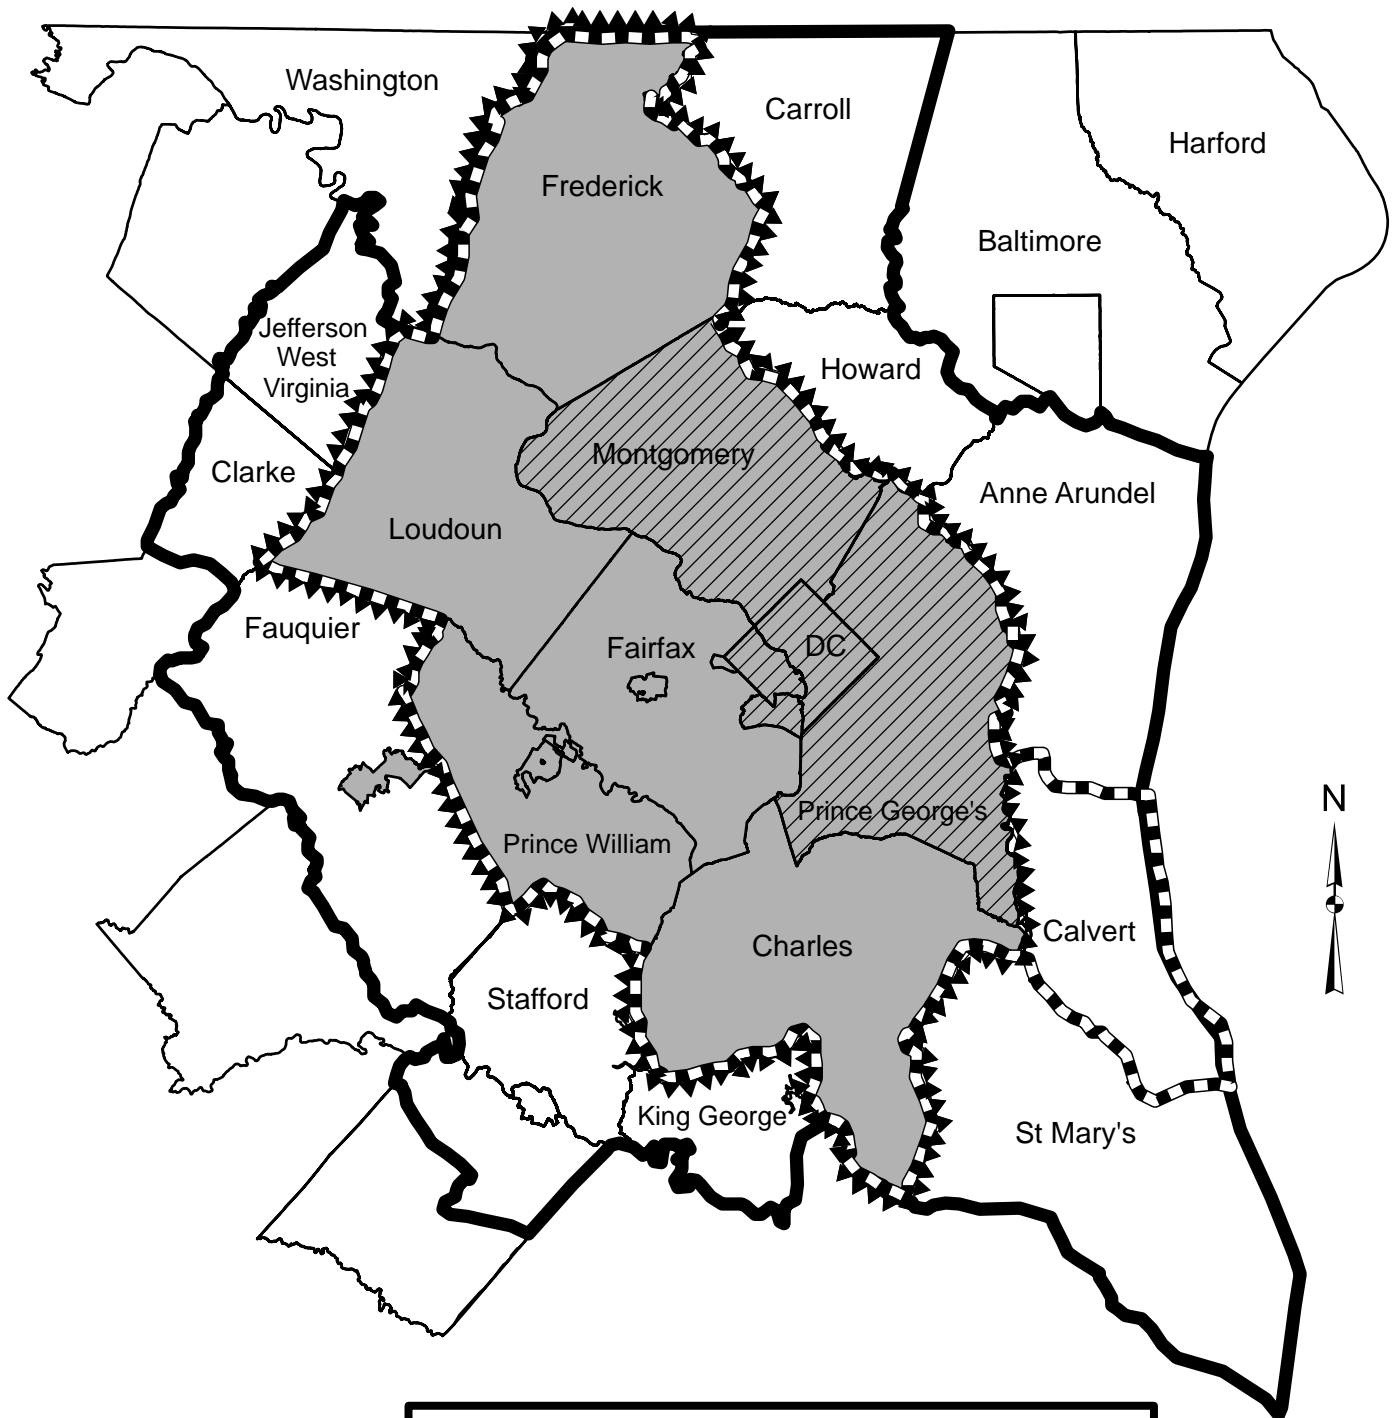 Washington
Carroll
Harford
Frederick
Baltimore
Jefferson
West
Virginia
Howard
Montgomery
Clarke
Anne Arundel
Loudoun
Fauquier
Fairfax
DC
N
Prince George's
Prince William
Calvert
Charles
Stafford
King George
St Mary's